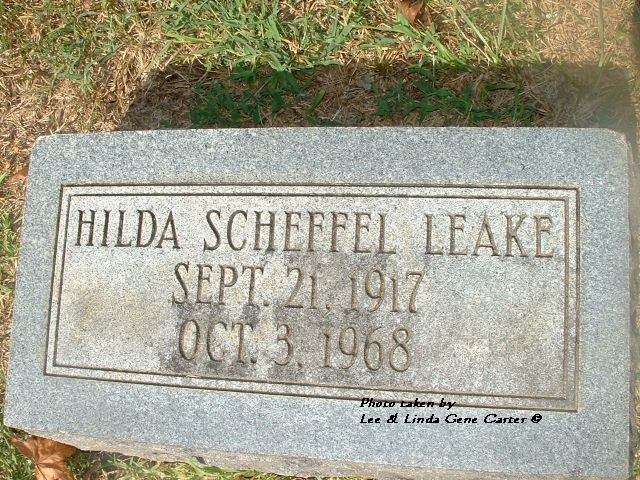 HILDA SCHEFFEL LEAKE
SEPT. 21, 1917
OCT. 3, 1968
Photo taken by
Lee & Linda Gene Carter ©